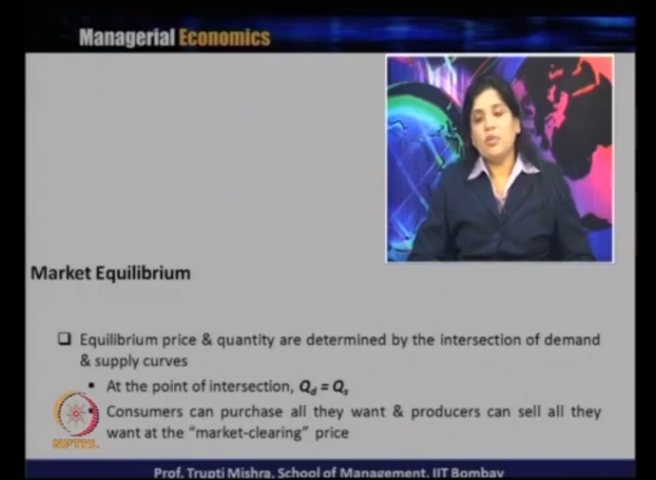 Managerial Economics
Market Equilibrium
❑ Equilibrium price & quantity are determined by the intersection of demand
& supply curves
▪ At the point of intersection, Qd = Qs
▪ Consumers can purchase all they want & producers can sell all they
want at the “market-clearing” price
NPTEL
Prof. Trupti Mishra, School of Management, IIT Bombay